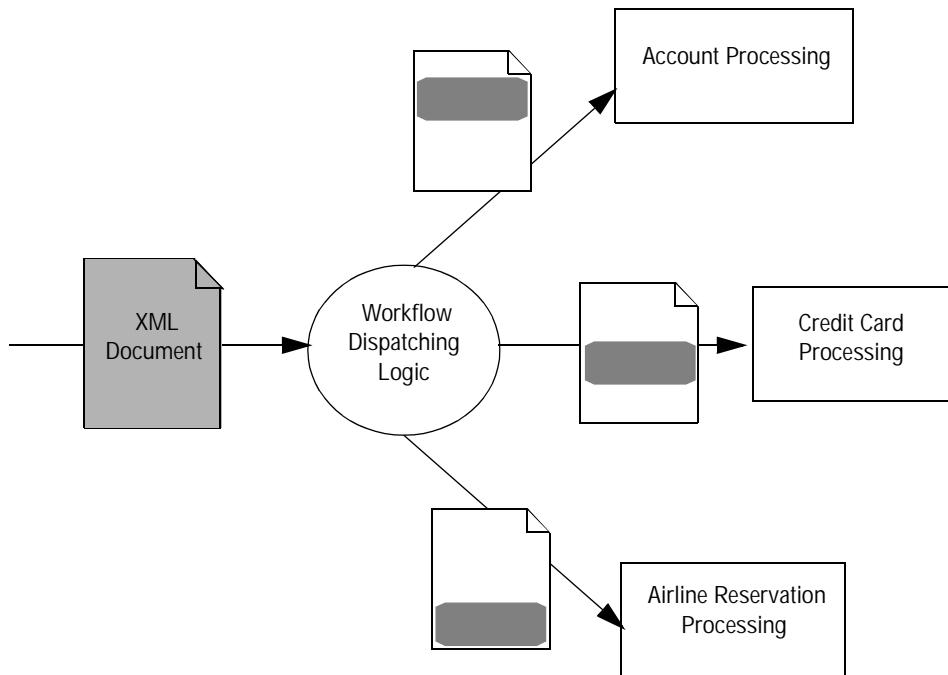 Account Processing
XML
Document
Workflow
Dispatching
Logic
Credit Card
Processing
Airline Reservation
Processing